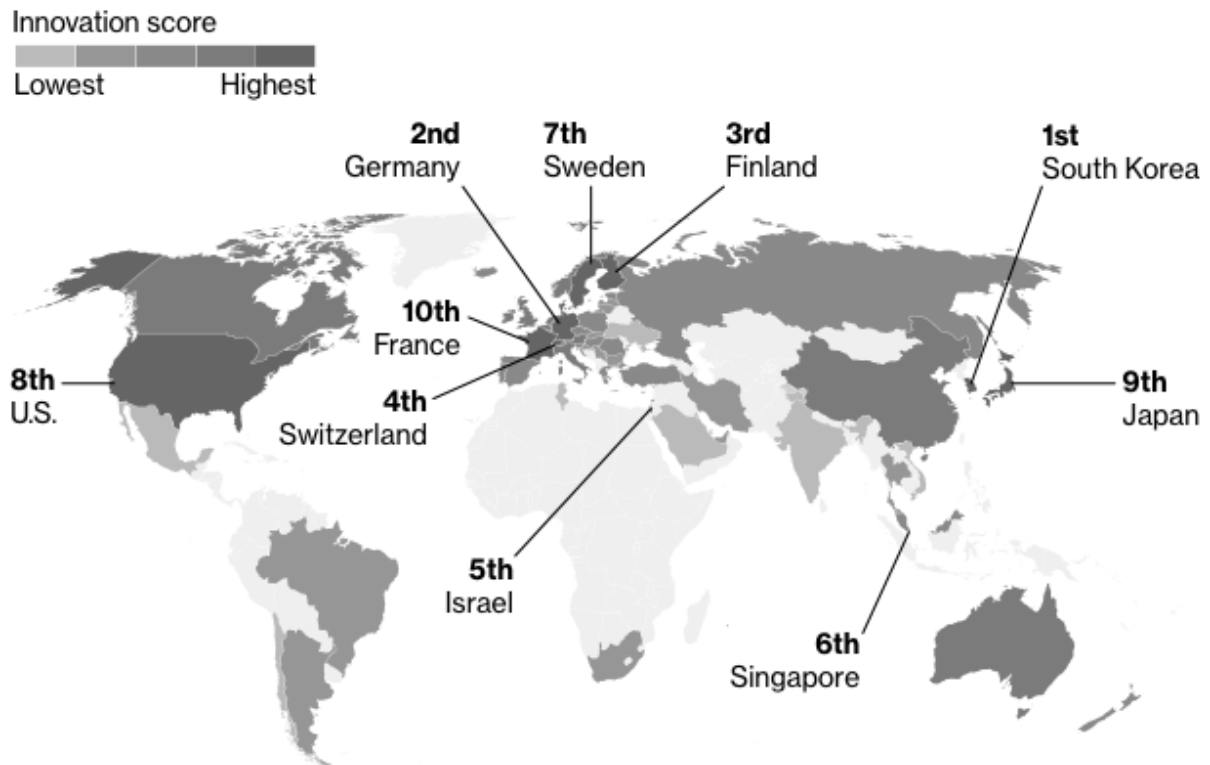 Innovation score
Lowest Highest
2nd
Germany
7th
Sweden
3rd
Finland
1st
South Korea
10th
France
8th
U.S.
4th
Switzerland
9th
Japan
5th
Israel
6th
Singapore